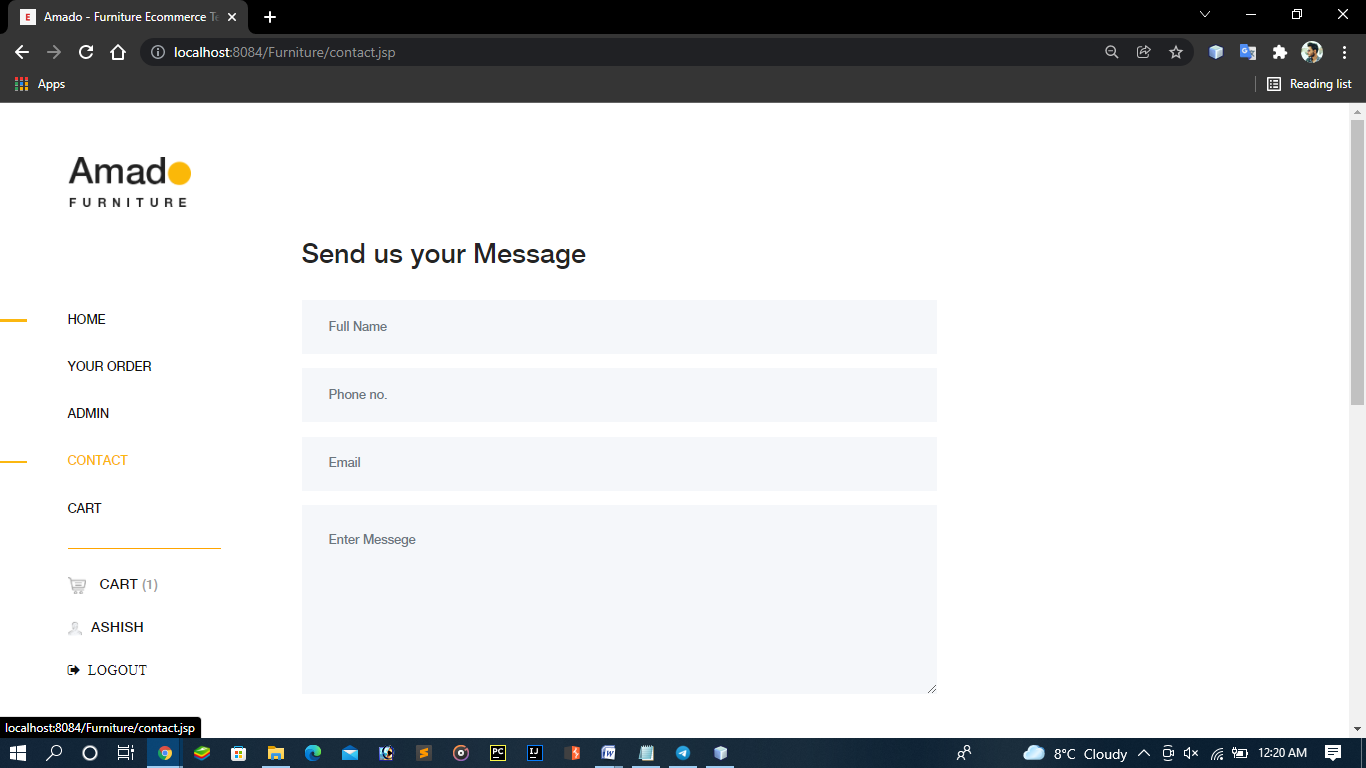 Amado - Furniture Ecommerce Te
localhost:8084/Furniture/contact.jsp
Apps
Reading list
Amado
FURNITURE
Send us your Message
HOME
Full Name
YOUR ORDER
Phone no.
ADMIN
CONTACT
Email
CART
Enter Messege
CART (1)
ASHISH
LOGOUT
localhost:8084/Furniture/contact.jsp
8°C Cloudy
12:20 AM